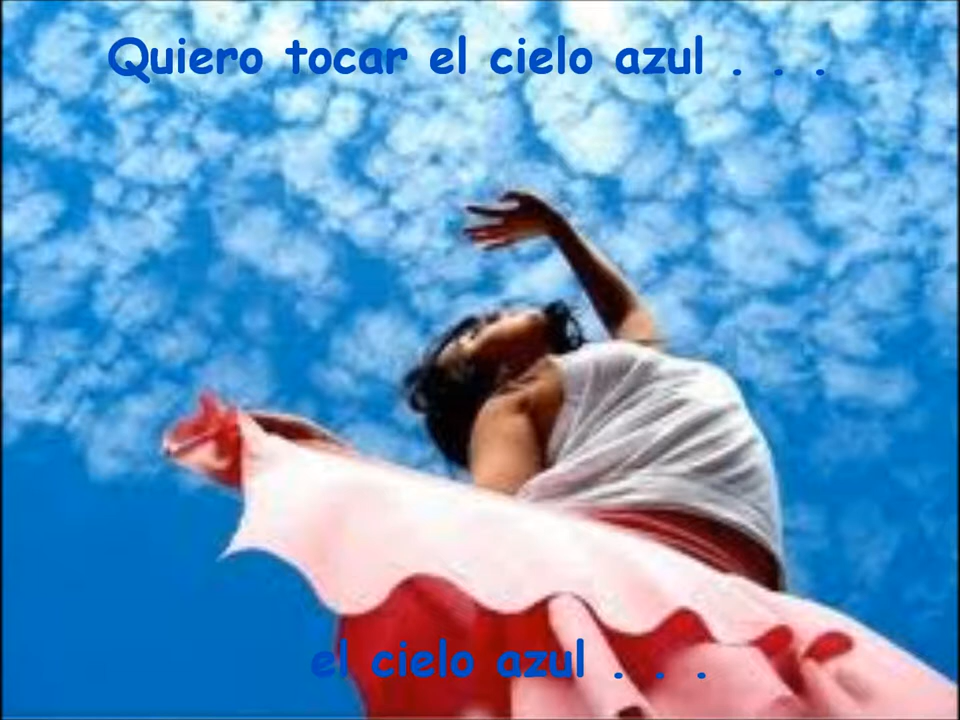 Quiero tocar el cielo azul . . .
el cielo azul . . .